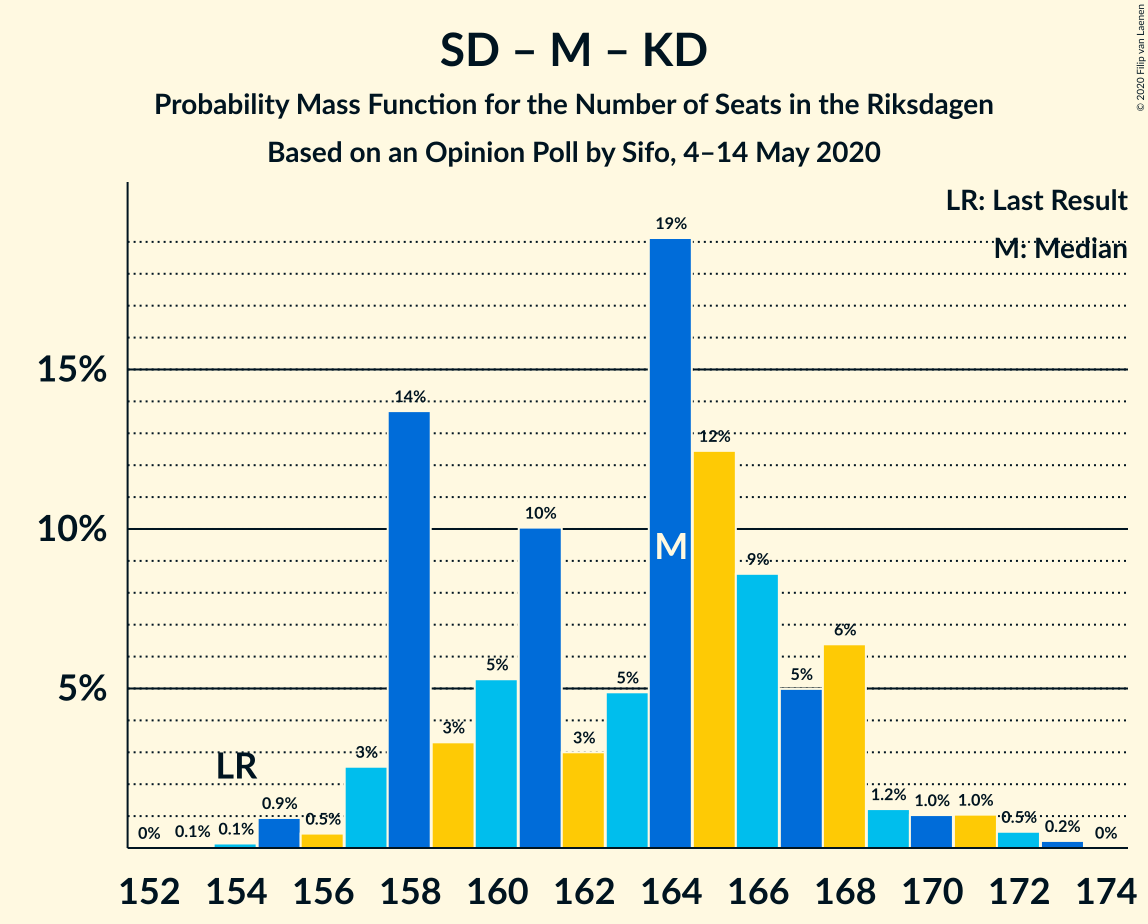 SD – M – KD
Probability Mass Function for the Number of Seats in the Riksdagen
Based on an Opinion Poll by Sifo, 4–14 May 2020
© 2020 Filip van Laenen
LR: Last Result
M: Median
15%
10%
5%
0%
0.1%
0.1%
LR
0.9%
0.5%
3%
14%
3%
5%
10%
3%
5%
19%
M
12%
9%
5%
6%
1.2%
1.0%
1.0%
0.5%
0.2%
0%
152 154 156 158 160 162 164 166 168 170 172 174